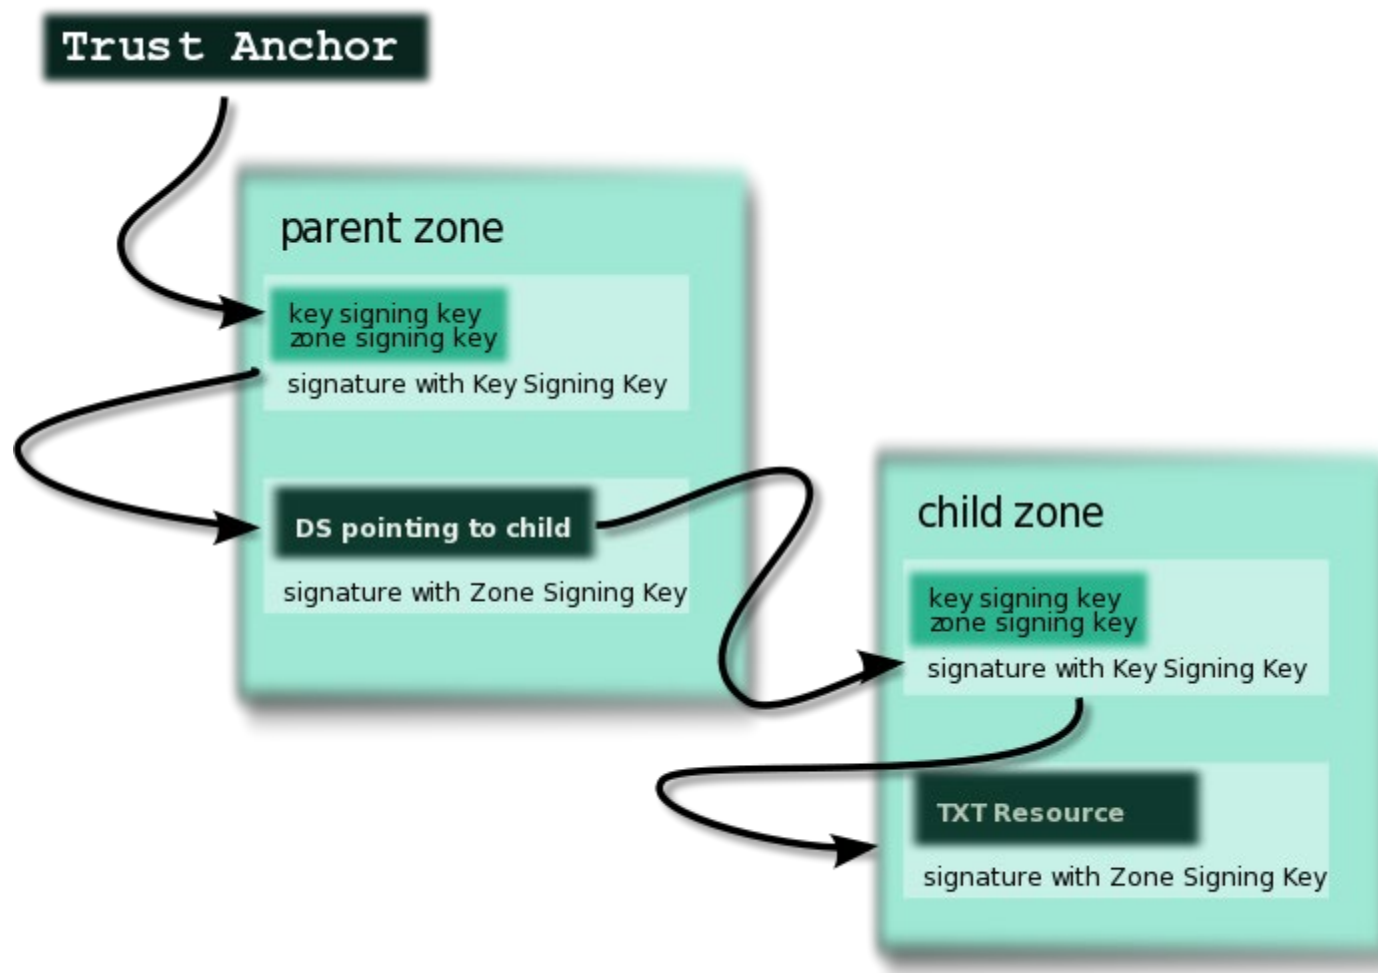 Trust Anchor
parent zone
key signing key
zone signing key
signature with Key Signing Key
DS pointing to child
signature with Zone Signing Key
child zone
key signing key
zone signing key
signature with Key Signing Key
TXT Resource
signature with Zone Signing Key